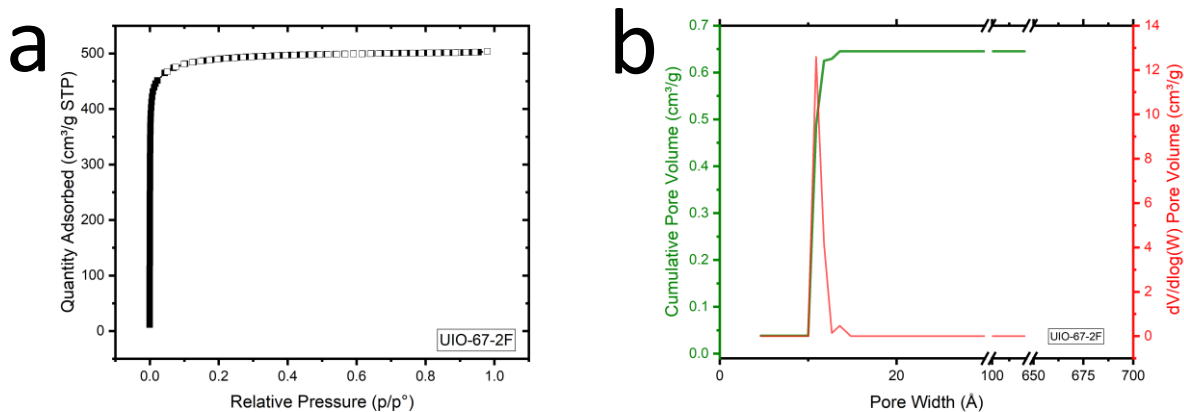 a
Quantity Adsorbed (cm³/g STP)
500
400
300
200
100
0
0.0 0.2 0.4 0.6 0.8 1.0
Relative Pressure (p/p°)
UIO-67-2F
b
Cumulative Pore Volume (cm³/g)
0.7
0.6
0.5
0.4
0.3
0.2
0.1
0.0
0 20 100 650 675 700
Pore Width (Å)
14
12
10
8
6
4
2
0
dV/dlog(W) Pore Volume (cm³/g)
UIO-67-2F